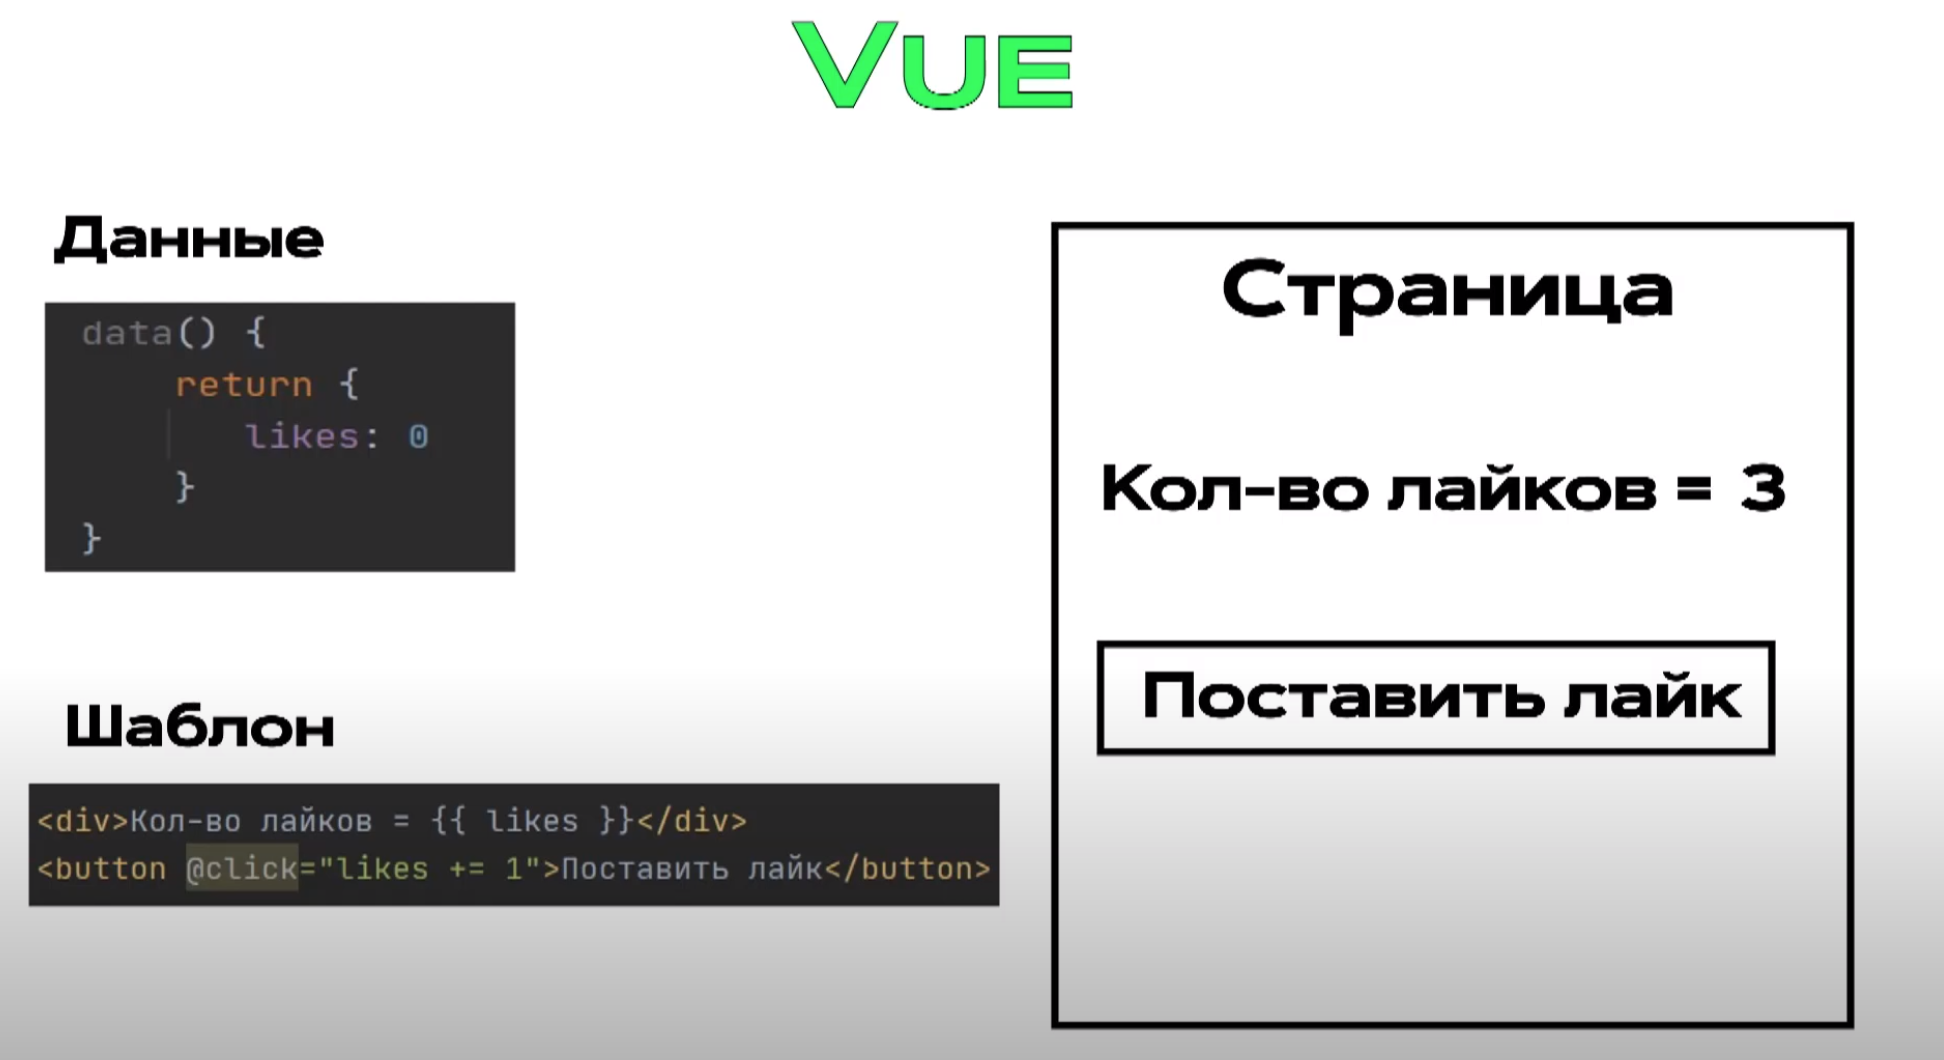 Vue
Данные
data() {
return {
likes: 0
}
}
Шаблон
<div>Кол-во лайков = {{ likes }}</div>
<button @click="likes += 1">Поставить лайк</button>
Страница
Кол-во лайков = 3
Поставить лайк